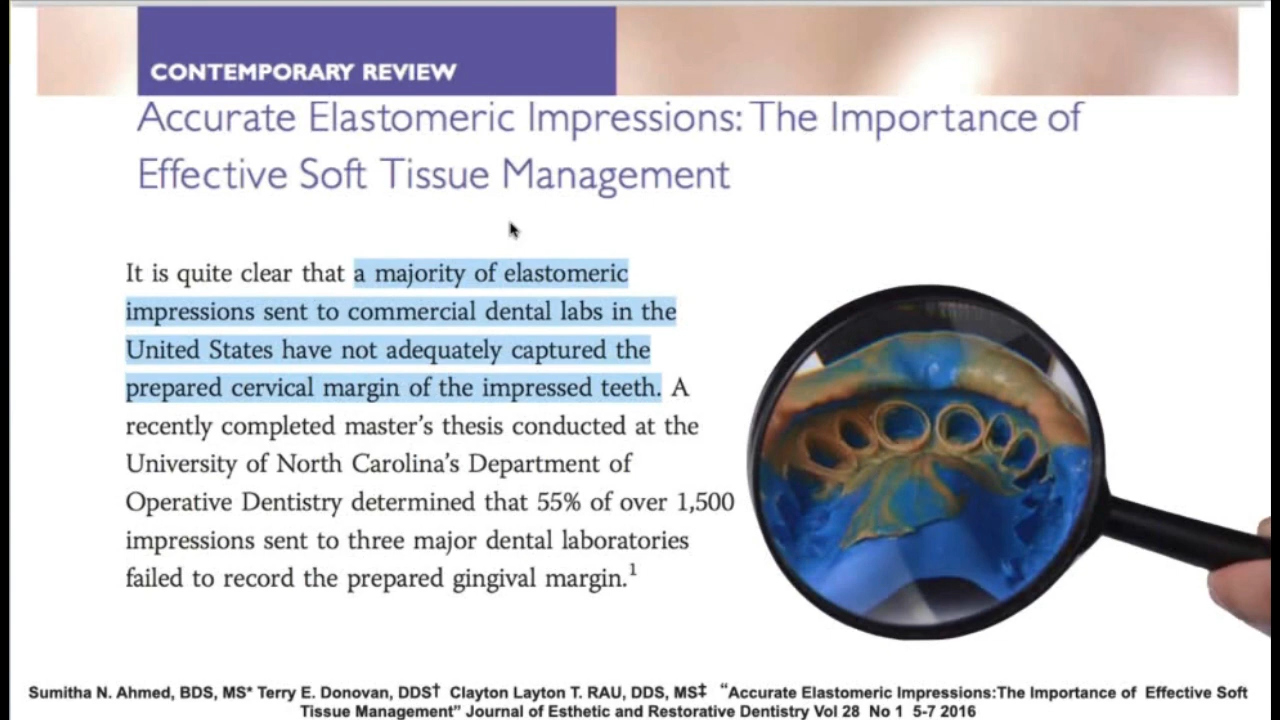 CONTEMPORARY REVIEW
Accurate Elastomeric Impressions: The Importance of
Effective Soft Tissue Management
It is quite clear that a majority of elastomeric
impressions sent to commercial dental labs in the
United States have not adequately captured the
prepared cervical margin of the impressed teeth. A
recently completed master's thesis conducted at the
University of North Carolina's Department of
Operative Dentistry determined that 55% of over 1,500
impressions sent to three major dental laboratories
failed to record the prepared gingival margin.¹
Sumitha N. Ahmed, BDS, MS* Terry E. Donovan, DDS† Clayton Layton T. RAU, DDS, MS‡ “Accurate Elastomeric Impressions:The Importance of Effective Soft
Tissue Management” Journal of Esthetic and Restorative Dentistry Vol 28 No 1 5-7 2016